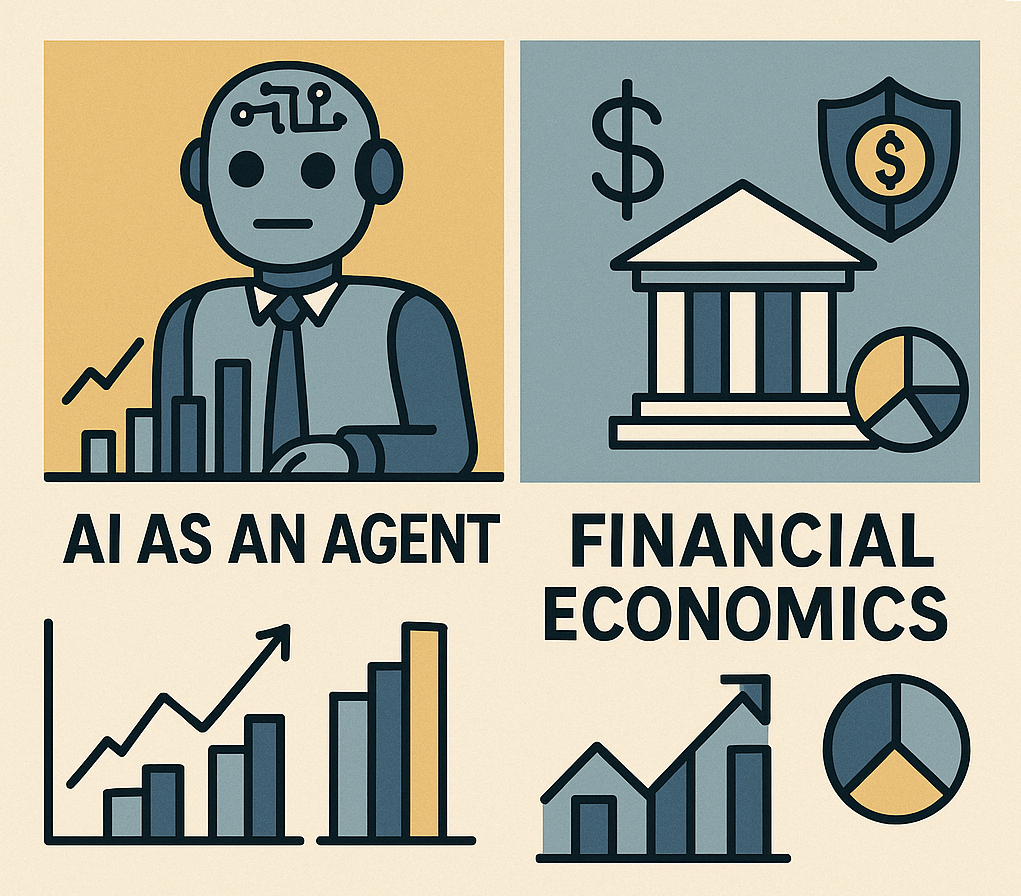 $
$
AI AS AN AGENT
FINANCIAL
ECONOMICS